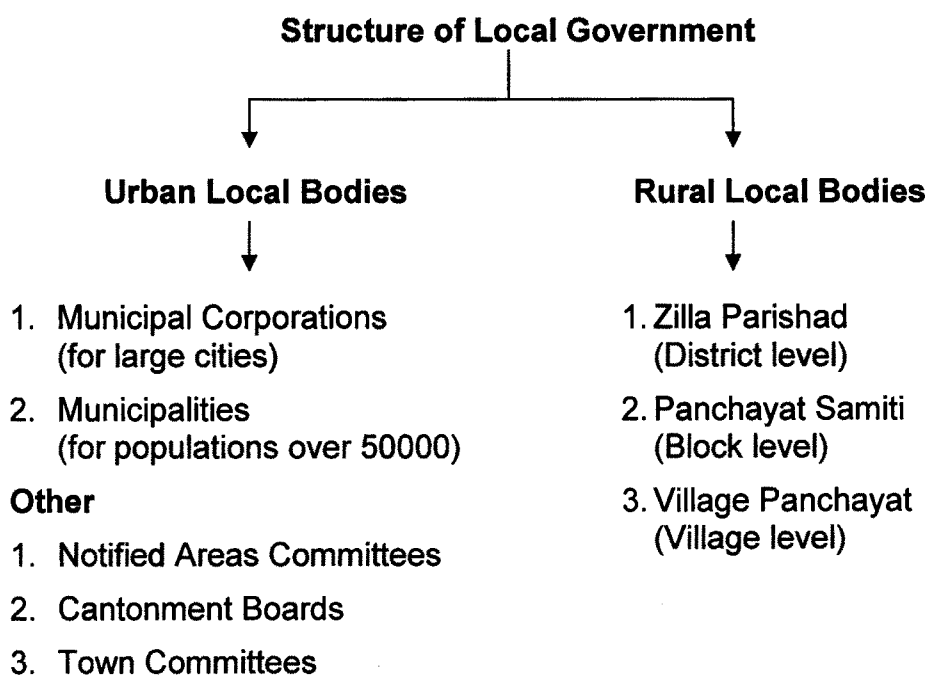 Structure of Local Government
Urban Local Bodies
1. Municipal Corporations
(for large cities)
2. Municipalities
(for populations over 50000)
Other
1. Notified Areas Committees
2. Cantonment Boards
3. Town Committees
Rural Local Bodies
1. Zilla Parishad
(District level)
2. Panchayat Samiti
(Block level)
3. Village Panchayat
(Village level)